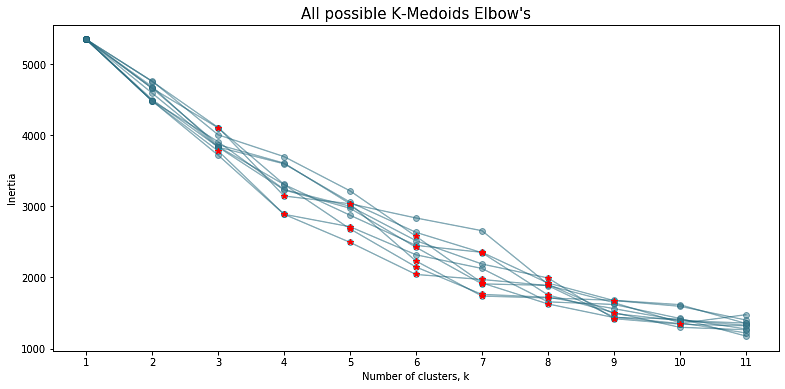 All possible K-Medoids Elbow's
5000
4000
3000
2000
1000
Inertia
1 2 3 4 5 6 7 8 9 10 11
Number of clusters, k